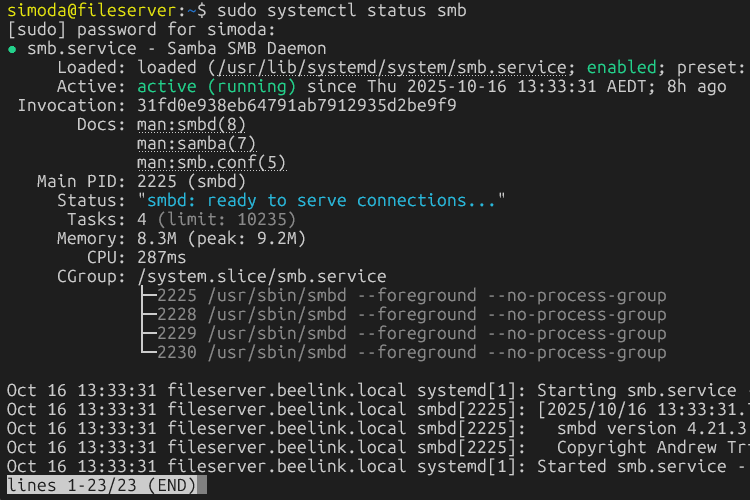 simoda@fileserver:~$ sudo systemctl status smb
[sudo] password for simoda:
● smb.service - Samba SMB Daemon
     Loaded: loaded (/usr/lib/systemd/system/smb.service; enabled; preset:
     Active: active (running) since Thu 2025-10-16 13:33:31 AEDT; 8h ago
 Invocation: 31fd0e938eb64791ab7912935d2be9f9
       Docs: man:smbd(8)
             man:samba(7)
             man:smb.conf(5)
   Main PID: 2225 (smbd)
     Status: "smbd: ready to serve connections..."
      Tasks: 4 (limit: 10235)
     Memory: 8.3M (peak: 9.2M)
        CPU: 287ms
     CGroup: /system.slice/smb.service
             ├─2225 /usr/sbin/smbd --foreground --no-process-group
             ├─2228 /usr/sbin/smbd --foreground --no-process-group
             ├─2229 /usr/sbin/smbd --foreground --no-process-group
             └─2230 /usr/sbin/smbd --foreground --no-process-group
Oct 16 13:33:31 fileserver.beelink.local systemd[1]: Starting smb.service -
Oct 16 13:33:31 fileserver.beelink.local smbd[2225]: [2025/10/16 13:33:31.
Oct 16 13:33:31 fileserver.beelink.local smbd[2225]:   smbd version 4.21.3
Oct 16 13:33:31 fileserver.beelink.local smbd[2225]:   Copyright Andrew Tr
Oct 16 13:33:31 fileserver.beelink.local systemd[1]: Started smb.service -
lines 1-23/23 (END)